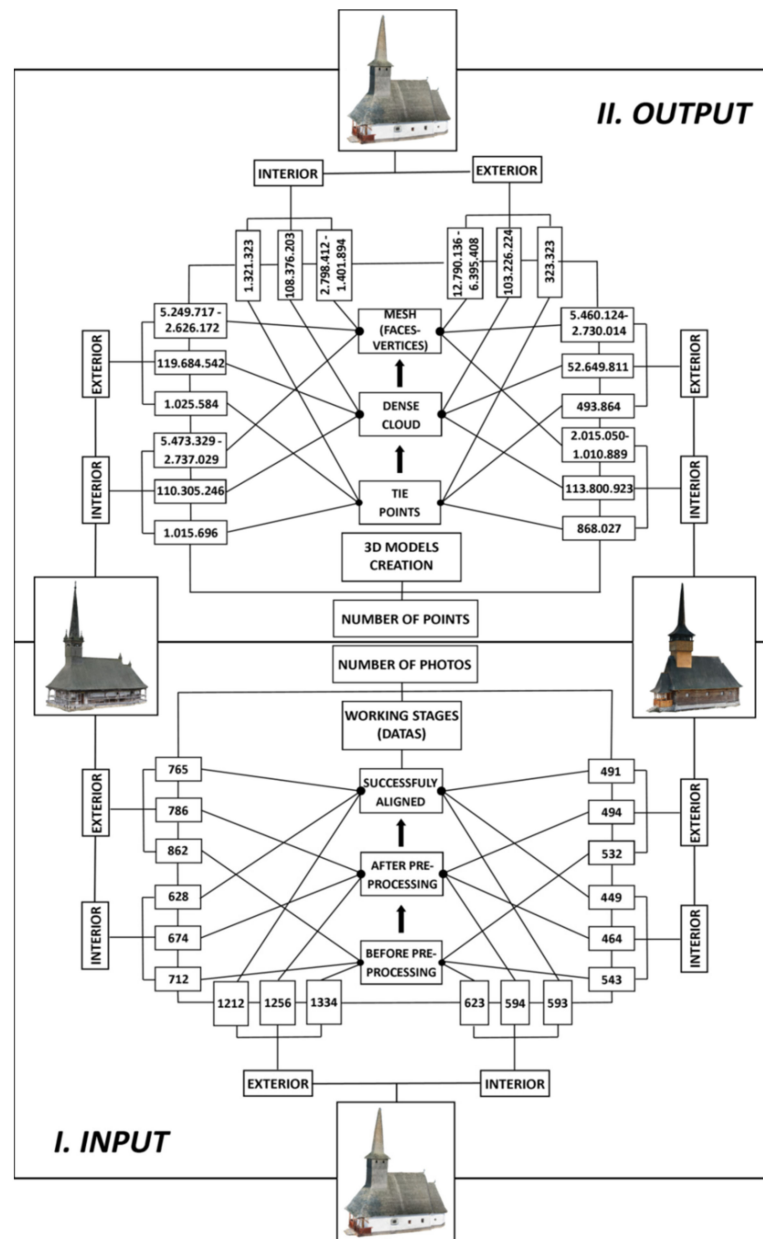 II. OUTPUT
INTERIOR
EXTERIOR
1.321.323
108.376.203
2.798.412 -
1.401.894
12.790.136 -
6.395.408
103.226.224
323.323
5.249.717 -
2.626.172
119.684.542
1.025.584
5.473.329 -
2.737.029
110.305.246
1.015.696
EXTERIOR
INTERIOR
MESH
(FACES-
VERTICES)
DENSE
CLOUD
TIE
POINTS
3D MODELS
CREATION
NUMBER OF POINTS
5.460.124-
2.730.014
52.649.811
493.864
2.015.050-
1.010.889
113.800.923
868.027
EXTERIOR
INTERIOR
NUMBER OF PHOTOS
WORKING STAGES
(DATAS)
SUCCESSFULY
ALIGNED
AFTER PRE-
PROCESSING
BEFORE PRE-
PROCESSING
765
786
862
628
674
712
EXTERIOR
INTERIOR
491
494
532
449
464
543
EXTERIOR
INTERIOR
1212
1256
1334
623
594
593
EXTERIOR
INTERIOR
I. INPUT